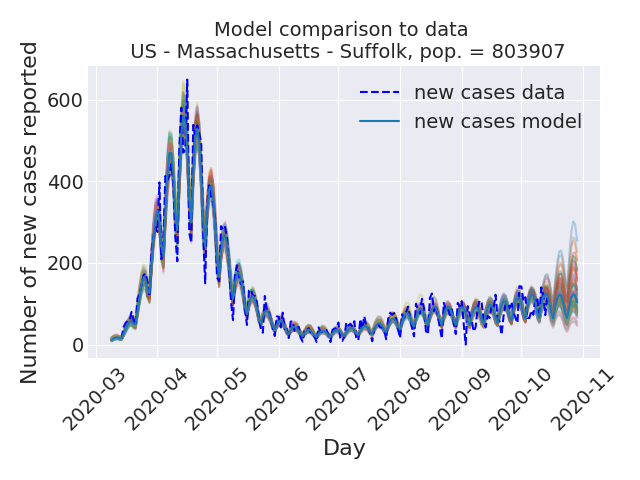 Model comparison to data
US - Massachusetts - Suffolk, pop. = 803907
Number of new cases reported
600
400
200
0
new cases data
new cases model
2020-03
2020-04
2020-05
2020-06
2020-07
2020-08
2020-09
2020-10
2020-11
Day